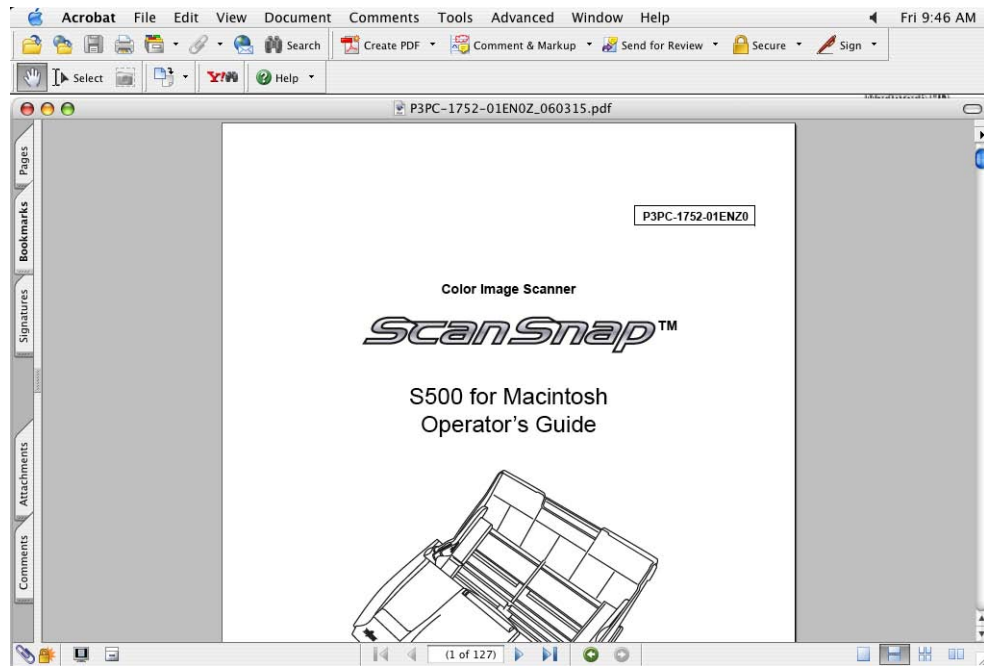 Acrobat File Edit View Document Comments Tools Advanced Window Help Fri 9:46 AM
Search Create PDF Comment & Markup Send for Review Secure Sign
Select Y! Help
P3PC-1752-01EN0Z_060315.pdf
Pages
Bookmarks
Signatures
Attachments
Comments
P3PC-1752-01ENZ0
Color Image Scanner
ScanSnap™
S500 for Macintosh
Operator's Guide
(1 of 127)